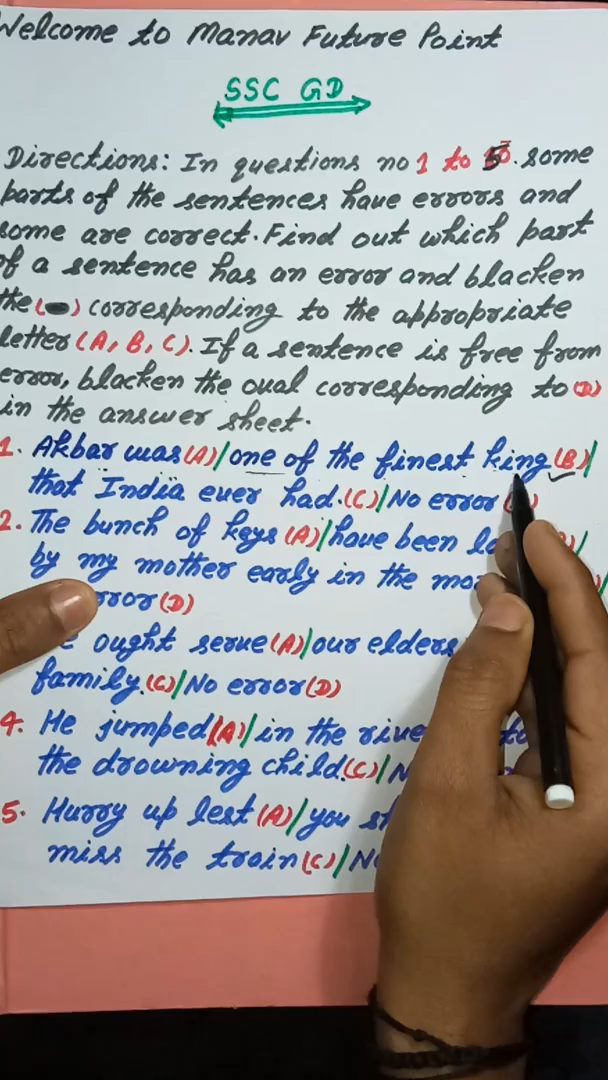 Welcome to Manav Future Point
SSC GD
Directions: In questions no 1 to 5. some
parts of the sentences have errors and
some are correct. Find out which part
of a sentence has an error and blacken
the ( ) corresponding to the appropriate
letter (A, B, C). If a sentence is free from
error, blacken the oval corresponding to (D)
in the answer sheet.
1. Akbar was (A)/ one of the finest king (B)/
that India ever had. (C)/ No error
2. The bunch of keys (A)/ have been
by my mother early in the
(D)
ought serve (A)/ our elders
family. (C)/ No error (D)
4. He jumped (A)/ in the
the drowning child. (C)/
5. Hurry up lest (A)/ you
miss the train (C)/